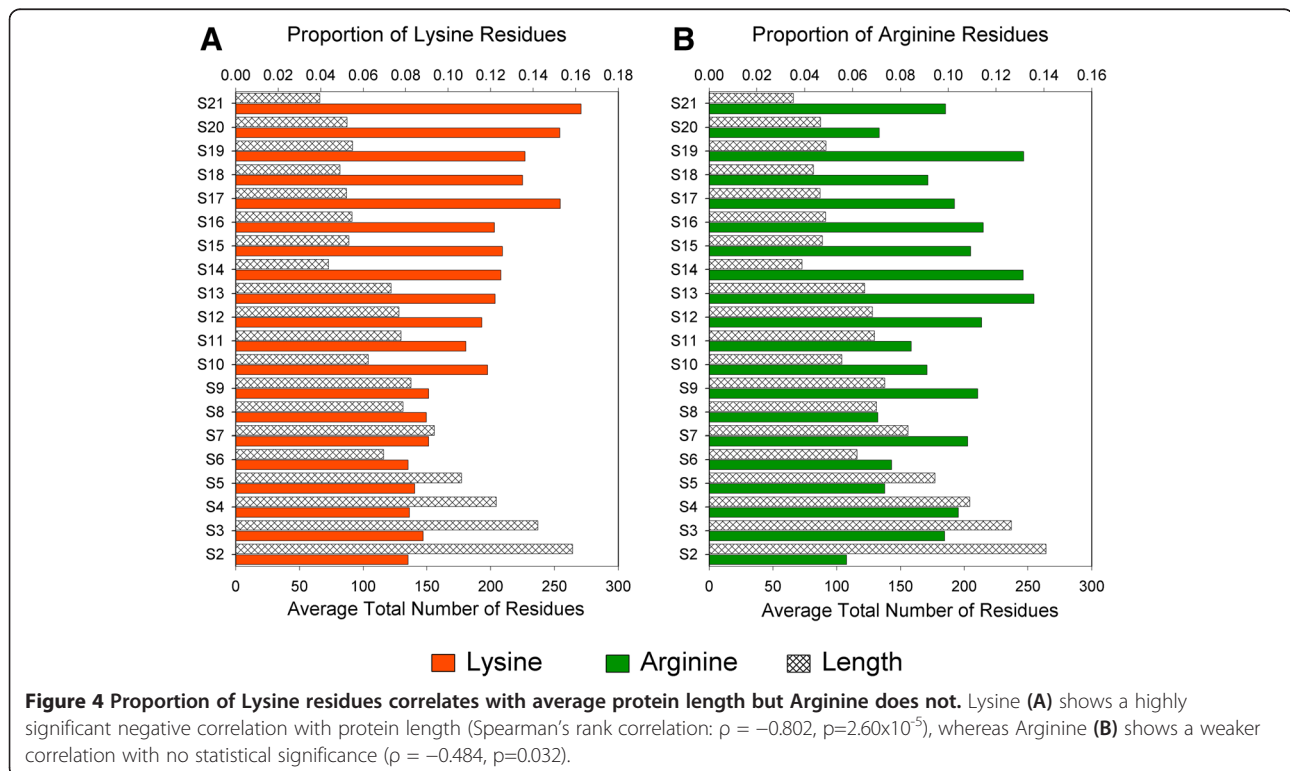 A
Proportion of Lysine Residues
0.00 0.02 0.04 0.06 0.08 0.10 0.12 0.14 0.16 0.18
S21
S20
S19
S18
S17
S16
S15
S14
S13
S12
S11
S10
S9
S8
S7
S6
S5
S4
S3
S2
0 50 100 150 200 250 300
Average Total Number of Residues
B
Proportion of Arginine Residues
0.00 0.02 0.04 0.06 0.08 0.10 0.12 0.14 0.16
S21
S20
S19
S18
S17
S16
S15
S14
S13
S12
S11
S10
S9
S8
S7
S6
S5
S4
S3
S2
0 50 100 150 200 250 300
Average Total Number of Residues
Lysine Arginine Length
Figure 4 Proportion of Lysine residues correlates with average protein length but Arginine does not. Lysine (A) shows a highly
significant negative correlation with protein length (Spearman's rank correlation: ρ = −0.802, p=2.60x10⁻⁵), whereas Arginine (B) shows a weaker
correlation with no statistical significance (ρ = −0.484, p=0.032).